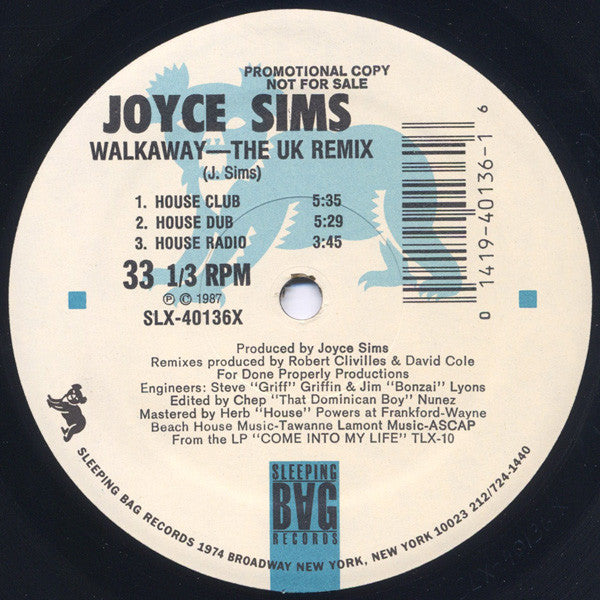 PROMOTIONAL COPY
NOT FOR SALE
JOYCE SIMS
WALKAWAY—THE UK REMIX
(J. Sims)
1. HOUSE CLUB 5:35
2. HOUSE DUB 5:29
3. HOUSE RADIO 3:45
33 1/3 RPM
℗ © 1987
SLX-40136X
0 1419-40136-1 6
Produced by Joyce Sims
Remixes produced by Robert Clivilles & David Cole
For Done Properly Productions
Engineers: Steve "Griff" Griffin & Jim "Bonzai" Lyons
Edited by Chep "That Dominican Boy" Nunez
Mastered by Herb "House" Powers at Frankford-Wayne
Beach House Music-Tawanne Lamont Music-ASCAP
From the LP "COME INTO MY LIFE" TLX-10
SLEEPING
BAG
RECORDS
SLEEPING BAG RECORDS 1974 BROADWAY NEW YORK, NEW YORK 10023 212/724-1440